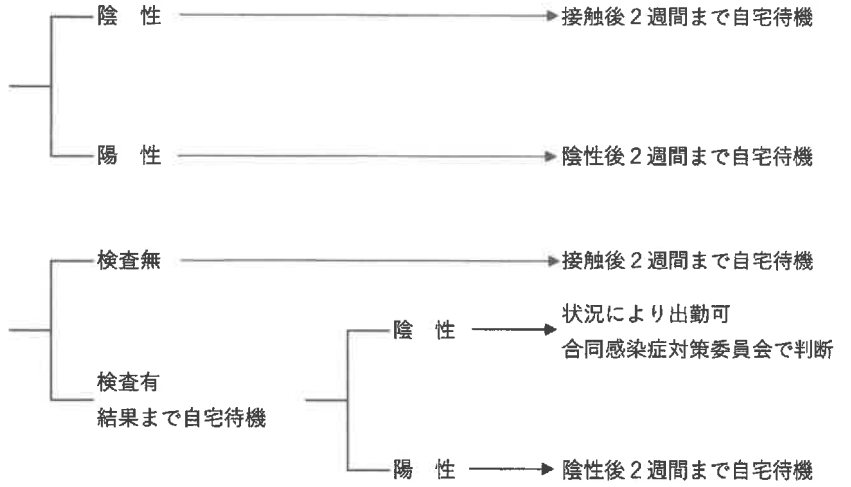 陰 性 接触後2週間まで自宅待機
陽 性 陰性後2週間まで自宅待機
検査無 接触後2週間まで自宅待機
陰 性 状況により出勤可
合同感染症対策委員会で判断
検査有
結果まで自宅待機
陽 性 陰性後2週間まで自宅待機